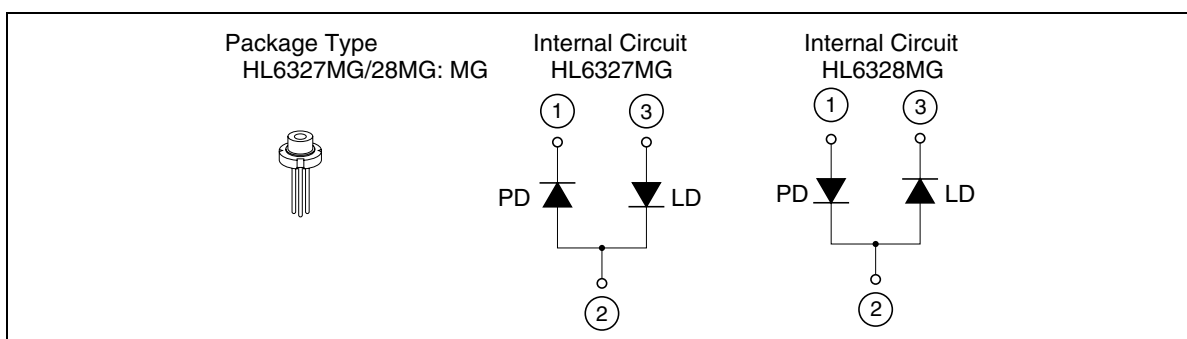 Package Type
HL6327MG/28MG: MG
Internal Circuit
HL6327MG
1
3
PD
LD
2
Internal Circuit
HL6328MG
1
3
PD
LD
2